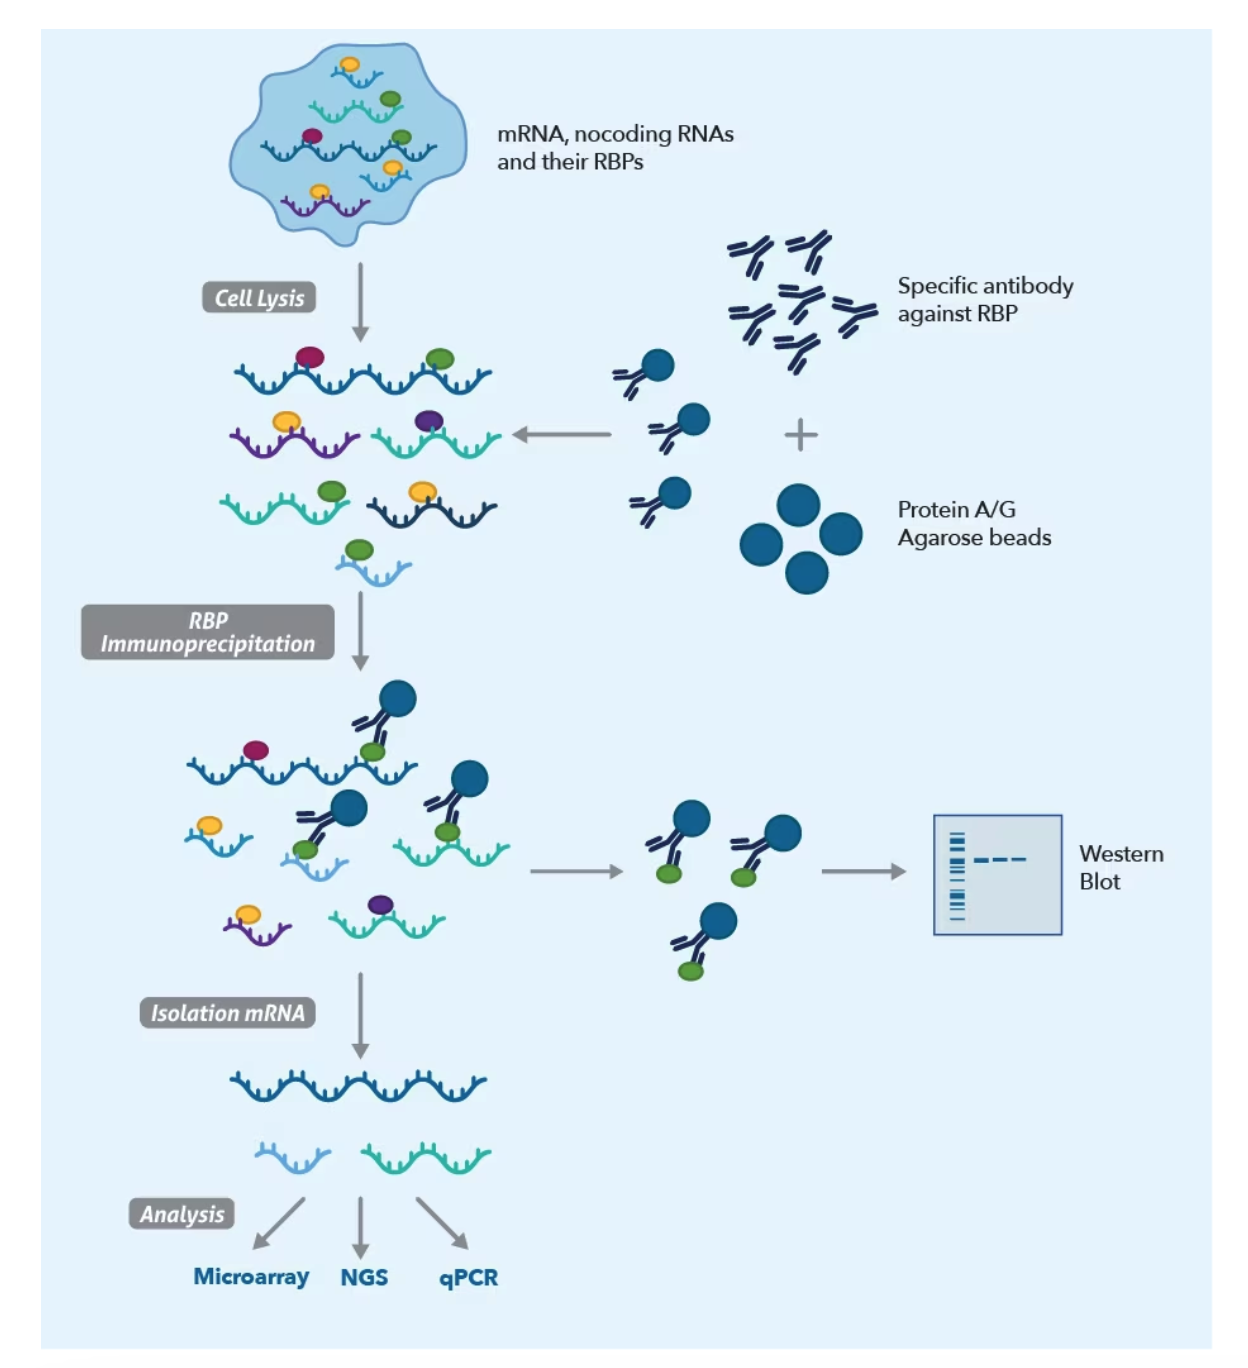 mRNA, nocoding RNAs
and their RBPs
Cell Lysis
Specific antibody
against RBP
Protein A/G
Agarose beads
RBP
Immunoprecipitation
Western
Blot
Isolation mRNA
Analysis
Microarray
NGS
qPCR